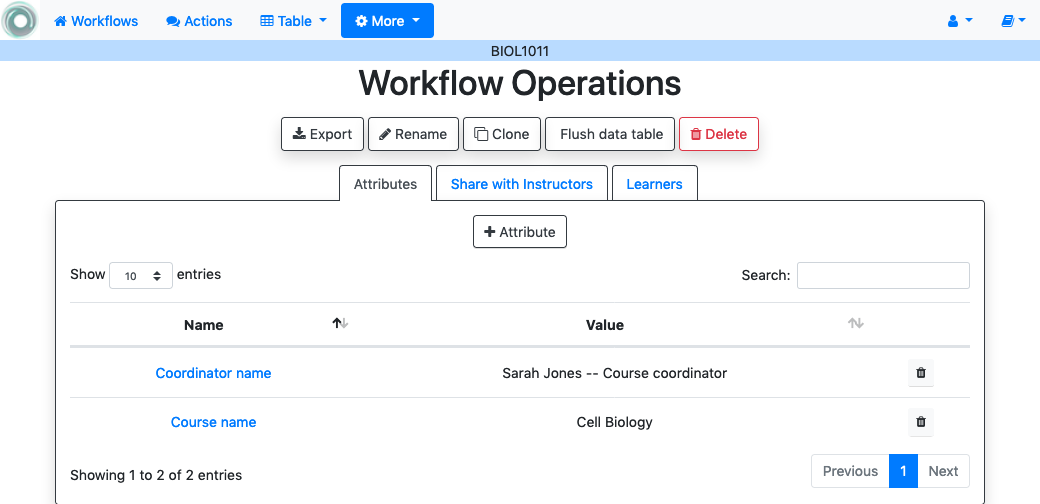 Workflows Actions Table More
BIOL1011
Workflow Operations
Export Rename Clone Flush data table Delete
Attributes Share with Instructors Learners
+ Attribute
Show 10 entries Search:
Name Value
Coordinator name Sarah Jones -- Course coordinator
Course name Cell Biology
Showing 1 to 2 of 2 entries Previous 1 Next